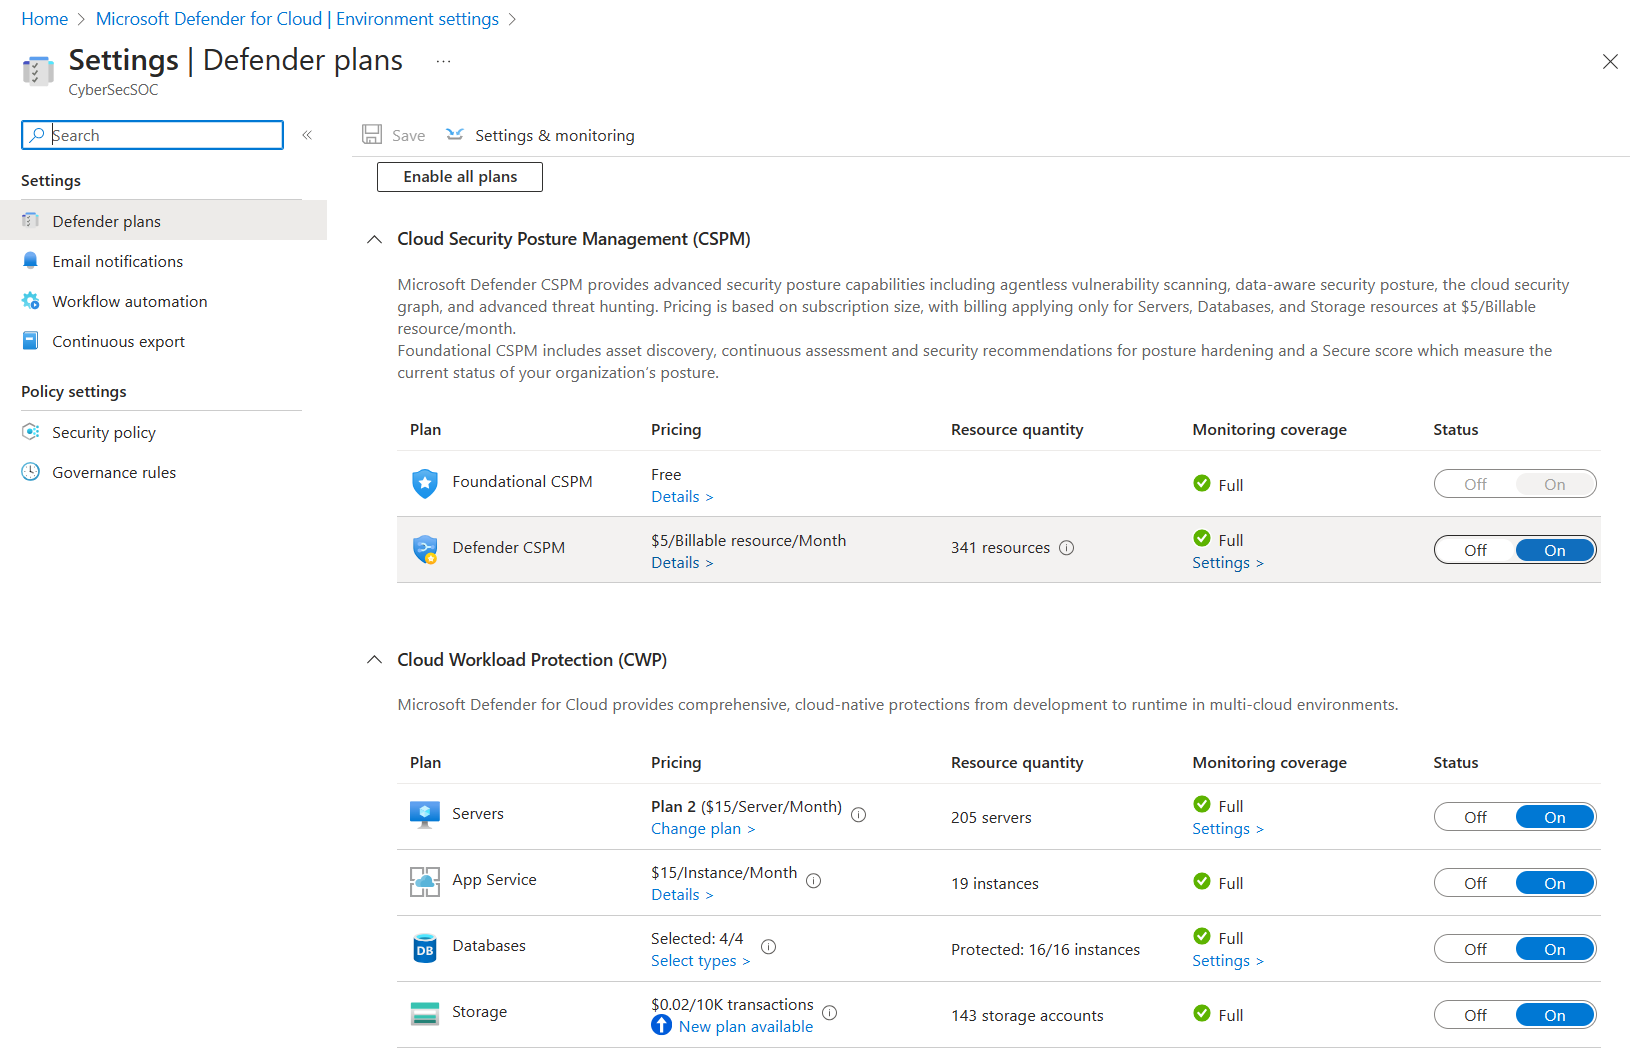 Home > Microsoft Defender for Cloud | Environment settings >
Settings | Defender plans ...
CyberSecSOC
Search
«
Save
Settings & monitoring
Enable all plans
Settings
Defender plans
Email notifications
Workflow automation
Continuous export
Policy settings
Security policy
Governance rules
Cloud Security Posture Management (CSPM)
Microsoft Defender CSPM provides advanced security posture capabilities including agentless vulnerability scanning, data-aware security posture, the cloud security
graph, and advanced threat hunting. Pricing is based on subscription size, with billing applying only for Servers, Databases, and Storage resources at $5/Billable
resource/month.
Foundational CSPM includes asset discovery, continuous assessment and security recommendations for posture hardening and a Secure score which measure the
current status of your organization's posture.
Plan Pricing Resource quantity Monitoring coverage Status
Foundational CSPM Free Full Off On
Details >
Defender CSPM $5/Billable resource/Month 341 resources Full Off On
Details > Settings >
Cloud Workload Protection (CWP)
Microsoft Defender for Cloud provides comprehensive, cloud-native protections from development to runtime in multi-cloud environments.
Plan Pricing Resource quantity Monitoring coverage Status
Servers Plan 2 ($15/Server/Month) 205 servers Full Off On
Change plan > Settings >
App Service $15/Instance/Month 19 instances Full Off On
Details >
DB Databases Selected: 4/4 Protected: 16/16 instances Full Off On
Select types > Settings >
Storage $0.02/10K transactions 143 storage accounts Full Off On
New plan available